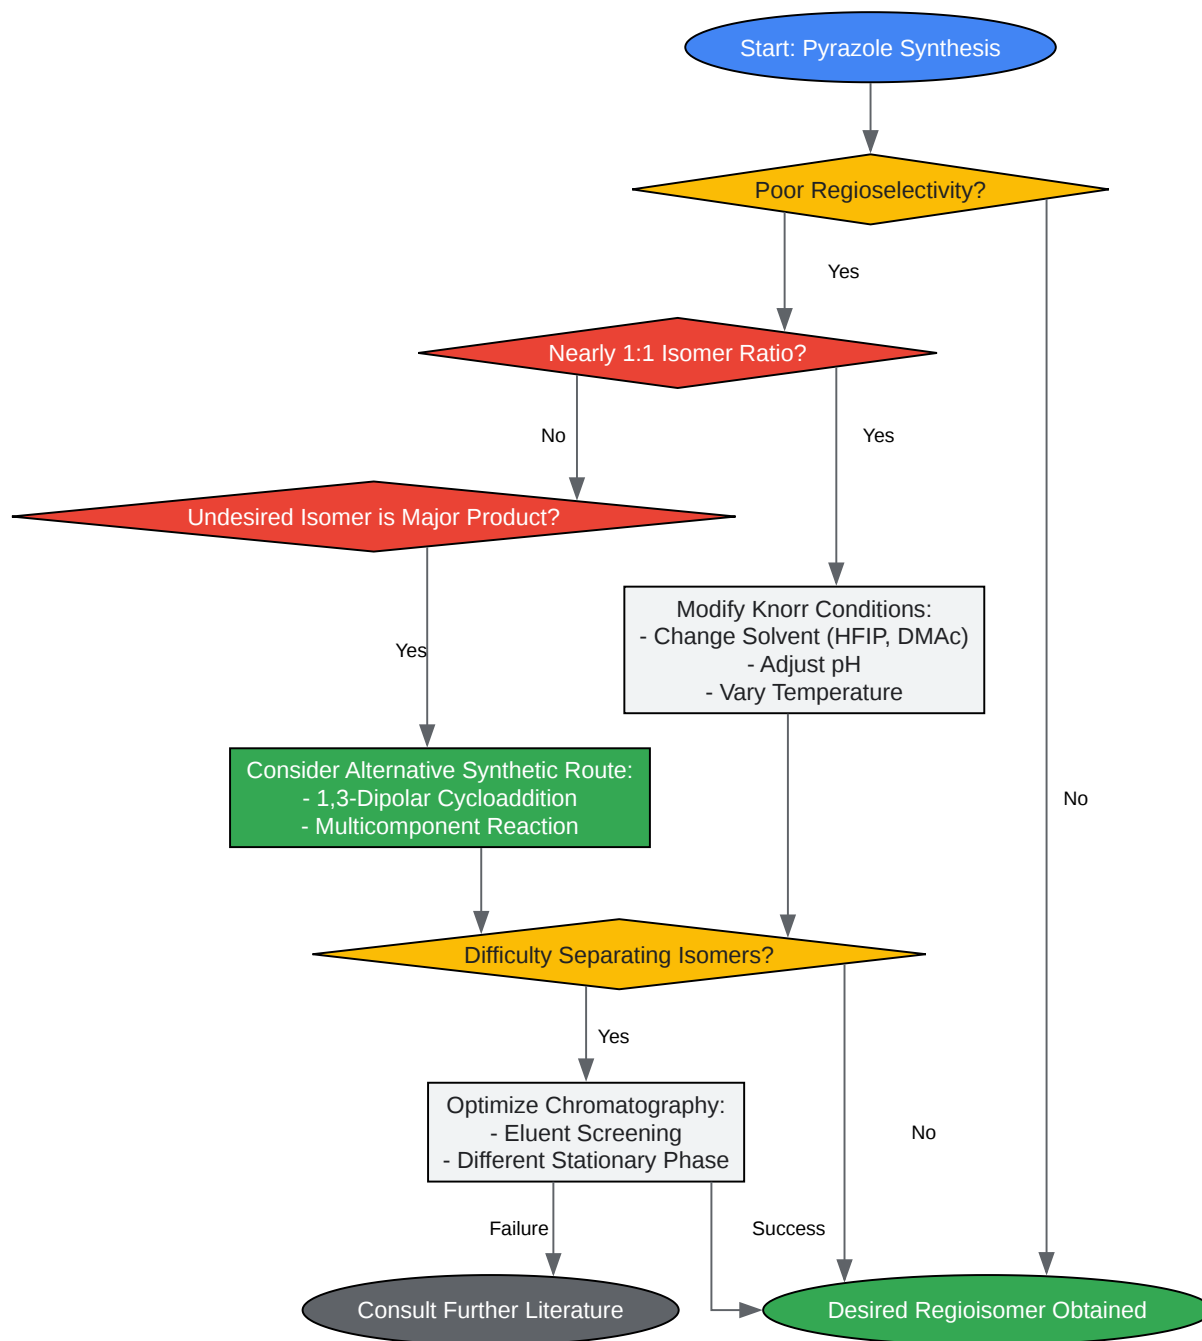 Start: Pyrazole Synthesis
Poor Regioselectivity?
Yes
Nearly 1:1 Isomer Ratio?
No
Yes
Undesired Isomer is Major Product?
Modify Knorr Conditions:
- Change Solvent (HFIP, DMAc)
- Adjust pH
- Vary Temperature
Yes
Consider Alternative Synthetic Route:
- 1,3-Dipolar Cycloaddition
- Multicomponent Reaction
No
Difficulty Separating Isomers?
Yes
Optimize Chromatography:
- Eluent Screening
- Different Stationary Phase
No
Failure
Success
Consult Further Literature
Desired Regioisomer Obtained